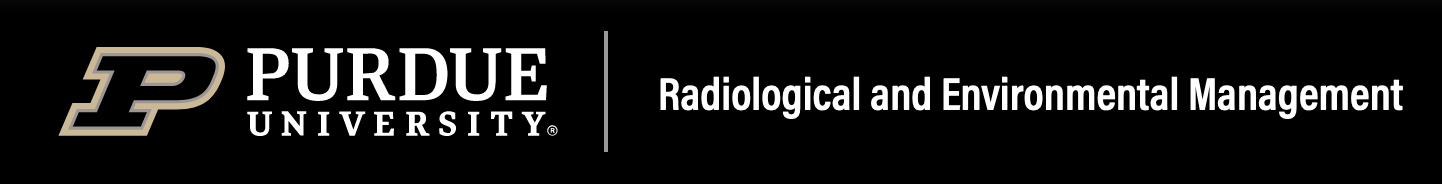 P
PURDUE
UNIVERSITY®
Radiological and Environmental Management